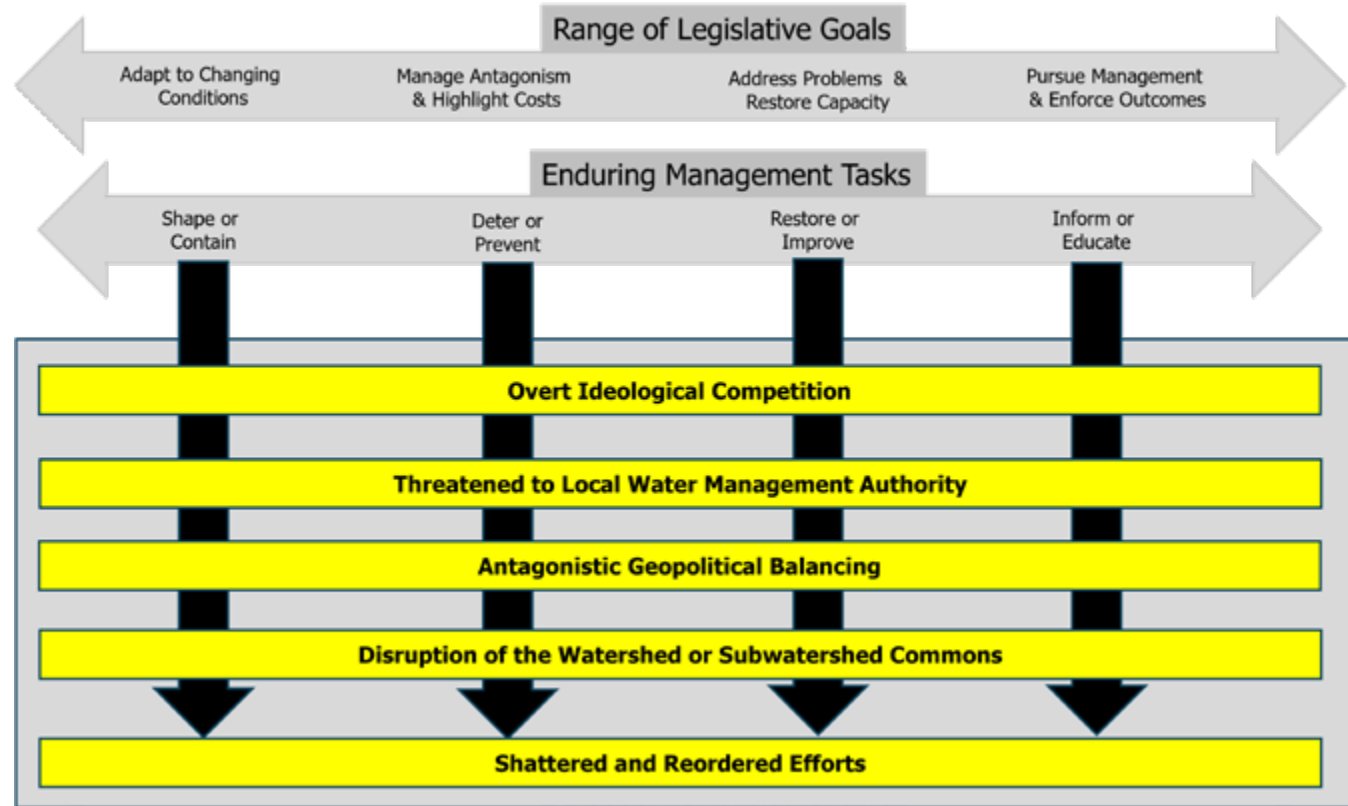 Range of Legislative Goals
Adapt to Changing
Conditions
Manage Antagonism
& Highlight Costs
Address Problems &
Restore Capacity
Pursue Management
& Enforce Outcomes
Enduring Management Tasks
Shape or
Contain
Deter or
Prevent
Restore or
Improve
Inform or
Educate
Overt Ideological Competition
Threatened to Local Water Management Authority
Antagonistic Geopolitical Balancing
Disruption of the Watershed or Subwatershed Commons
Shattered and Reordered Efforts